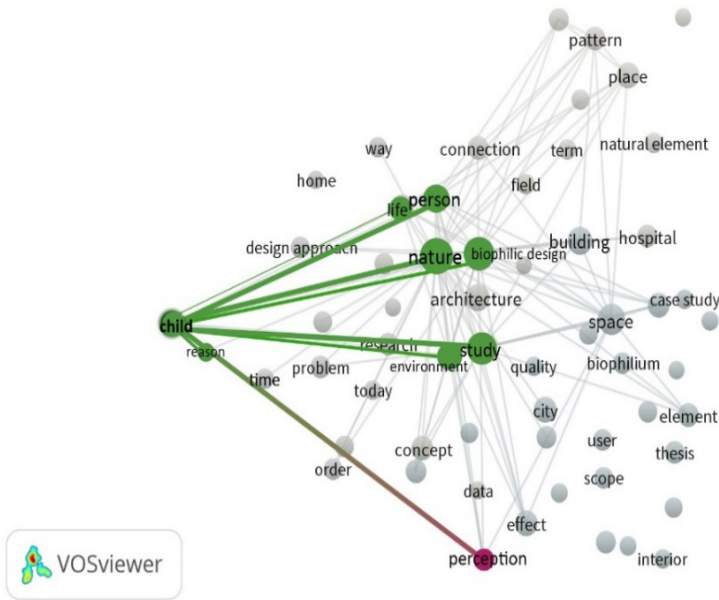 pattern
place
way
connection
term
natural element
home
field
life
person
design approach
nature
biophilic design
building
hospital
architecture
case study
child
space
reason
research
study
environment
time
problem
today
quality
biophilium
city
element
concept
user
thesis
order
data
scope
effect
perception
interior
VOSviewer